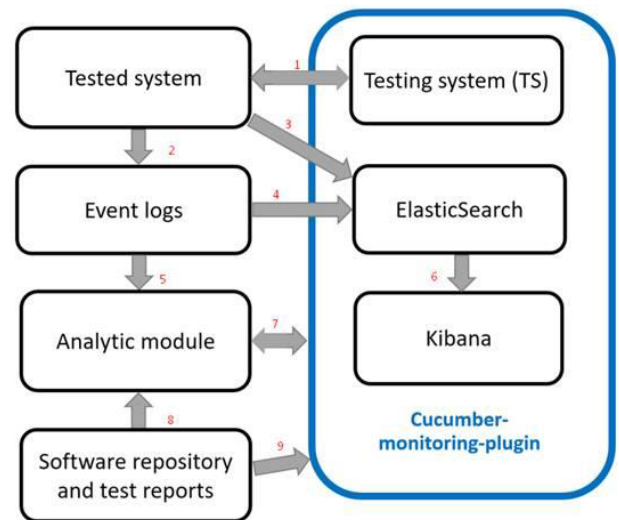 Tested system
1
Testing system (TS)
2
3
Event logs
4
ElasticSearch
5
6
Analytic module
7
Kibana
8
Cucumber-
monitoring-plugin
Software repository
and test reports
9